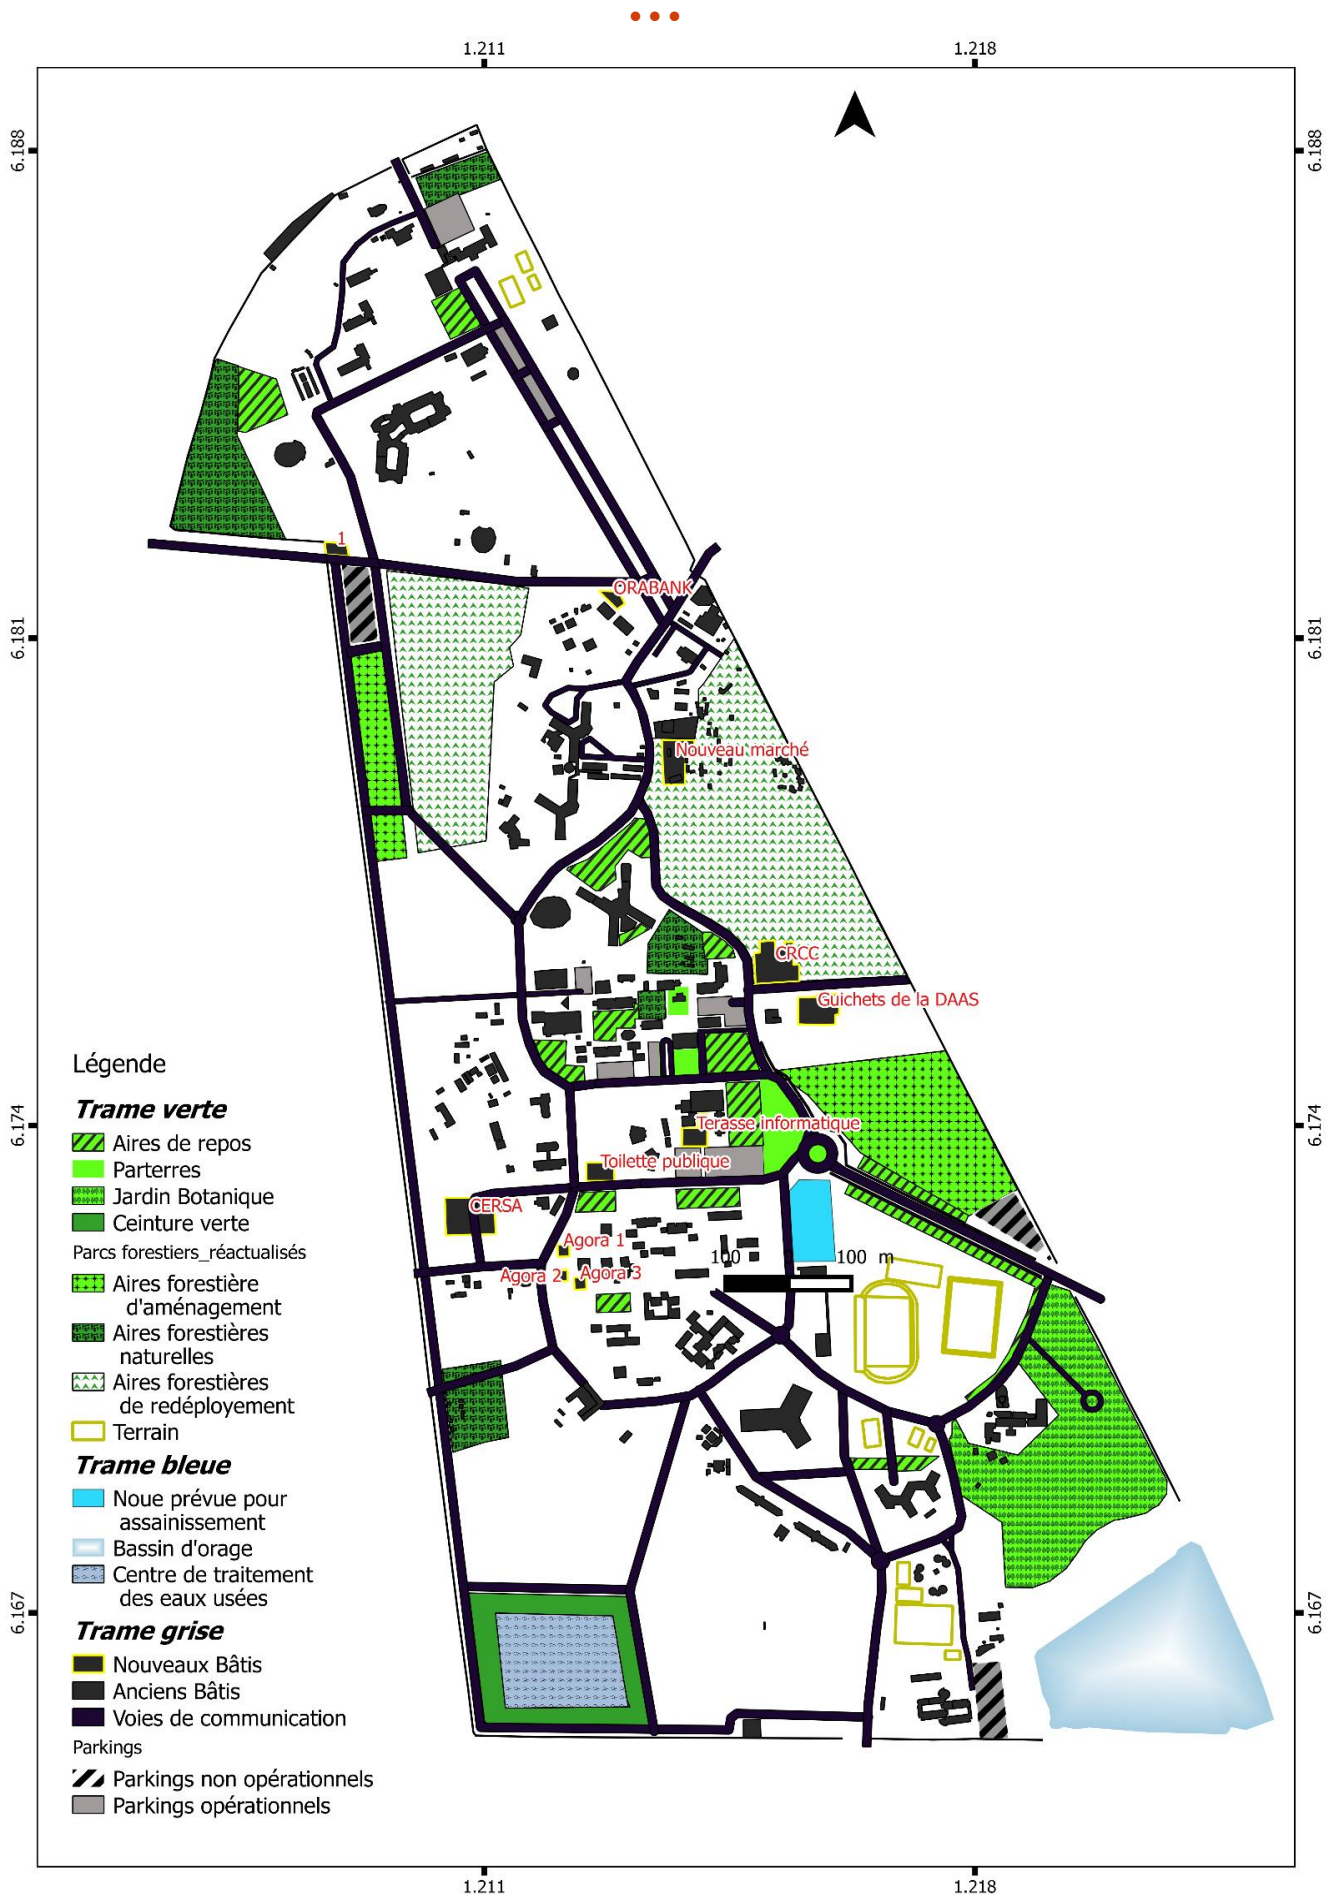 1.211
1.218
6.188
6.188
1
ORABANK
6.181
6.181
Nouveau marché
CRCC
Guichets de la DAAS
Légende
Trame verte
Aires de repos
Parterres
Jardin Botanique
Ceinture verte
Parcs forestiers_réactualisés
Aires forestière
d'aménagement
Aires forestières
naturelles
Aires forestières
de redéployement
Terrain
Trame bleue
Noue prévue pour
assainissement
Bassin d'orage
Centre de traitement
des eaux usées
Trame grise
Nouveaux Bâtis
Anciens Bâtis
Voies de communication
Parkings
Parkings non opérationnels
Parkings opérationnels
6.174
6.174
Terasse informatique
Toilette publique
CERSA
Agora 1
Agora 2
Agora 3
100 0 100 m
6.167
6.167
1.211
1.218